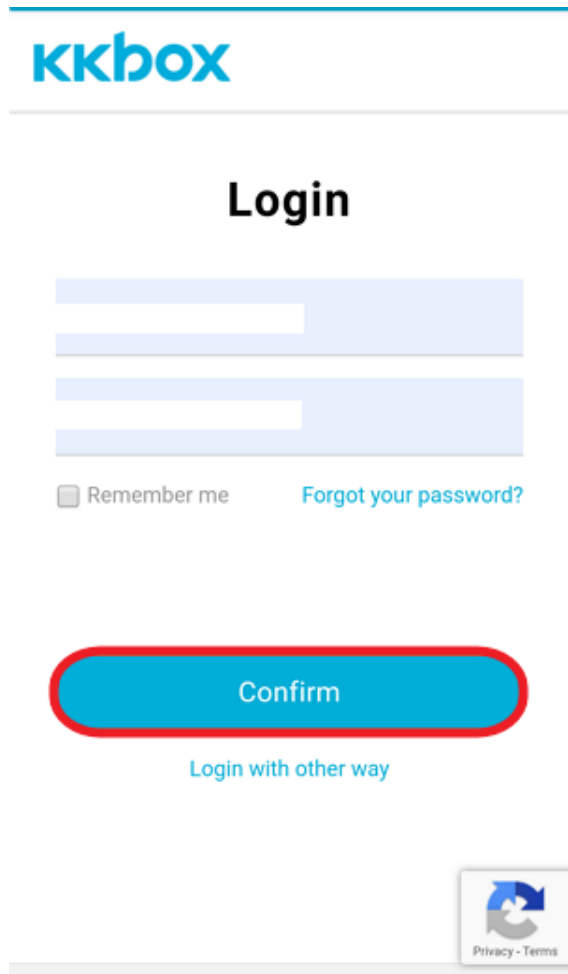 KKBOX
Login
Remember me Forgot your password?
Confirm
Login with other way
Privacy - Terms